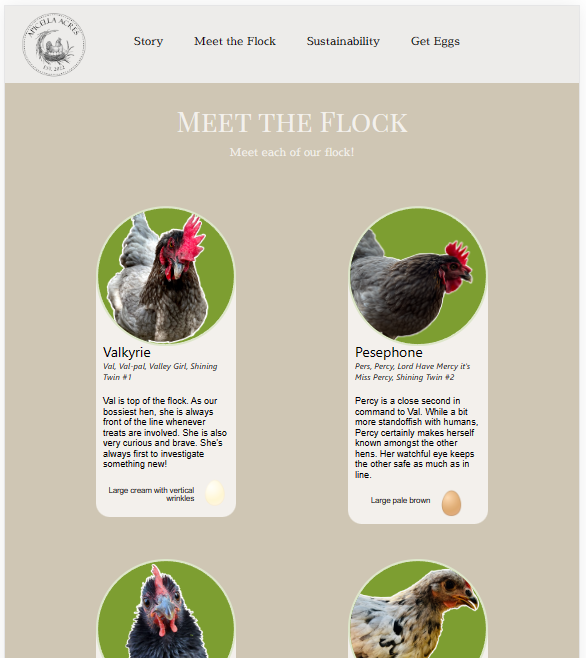 APICELLA ACRES
EST. 2022
Story
Meet the Flock
Sustainability
Get Eggs
MEET THE FLOCK
Meet each of our flock!
Valkyrie
Val, Val-pal, Valley Girl, Shining
Twin #1
Val is top of the flock. As our
bossiest hen, she is always
front of the line whenever
treats are involved. She is also
very curious and brave. She's
always first to investigate
something new!
Large cream with vertical
wrinkles
Pesephone
Pers, Percy, Lord Have Mercy it's
Miss Percy, Shining Twin #2
Percy is a close second in
command to Val. While a bit
more standoffish with humans,
Percy certainly makes herself
known amongst the other
hens. Her watchful eye keeps
the other safe as much as in
line.
Large pale brown